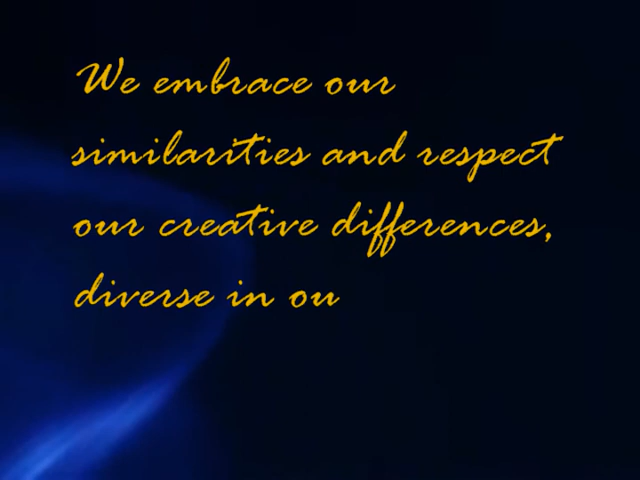 We embrace our
similarities and respect
our creative differences,
diverse in ou